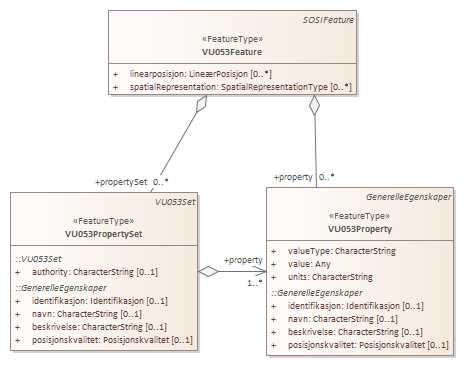 SOSIFeature
«FeatureType»
VU053Feature
+ linearposjon: LineærPosisjon [0..*]
+ spatialRepresentation: SpatialRepresentationType [0..*]
+propertySet 0..*
+property 0..*
VU053Set
«FeatureType»
VU053PropertySet
::VU053Set
+ authority: CharacterString [0..1]
::GenerelleEgenskaper
+ identifikasjon: Identifikasjon [0..1]
+ navn: CharacterString [0..1]
+ beskrivelse: CharacterString [0..1]
+ posisjonskvalitet: Posisjonskvalitet [0..1]
+property
1..*
GenerelleEgenskaper
«FeatureType»
VU053Property
+ valueType: CharacterString
+ value: Any
+ units: CharacterString
::GenerelleEgenskaper
+ identifikasjon: Identifikasjon [0..1]
+ navn: CharacterString [0..1]
+ beskrivelse: CharacterString [0..1]
+ posisjonskvalitet: Posisjonskvalitet [0..1]